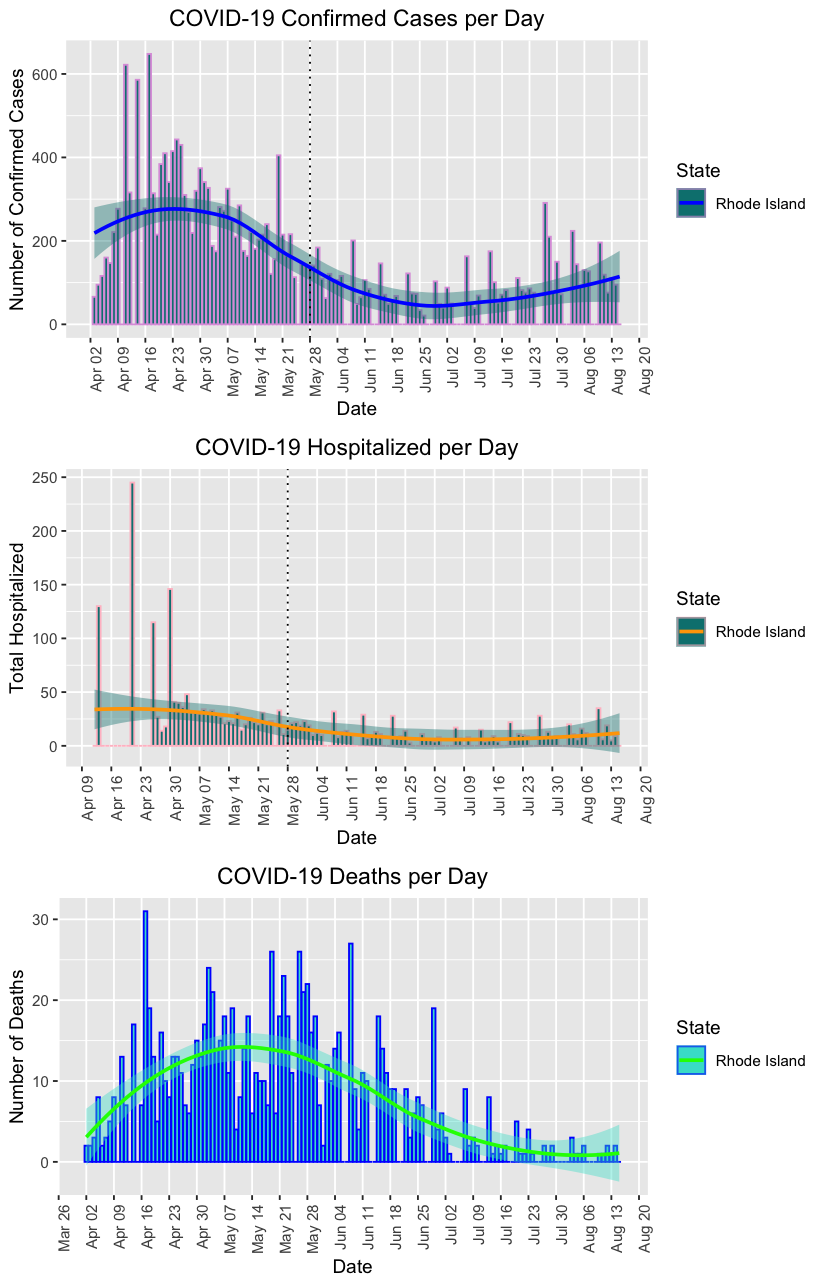 COVID-19 Confirmed Cases per Day
Number of Confirmed Cases
600
400
200
0
Apr 02
Apr 09
Apr 16
Apr 23
Apr 30
May 07
May 14
May 21
May 28
Jun 04
Jun 11
Jun 18
Jun 25
Jul 02
Jul 09
Jul 16
Jul 23
Jul 30
Aug 06
Aug 13
Aug 20
Date
State
Rhode Island
COVID-19 Hospitalized per Day
Total Hospitalized
250
200
150
100
50
0
Apr 09
Apr 16
Apr 23
Apr 30
May 07
May 14
May 21
May 28
Jun 04
Jun 11
Jun 18
Jun 25
Jul 02
Jul 09
Jul 16
Jul 23
Jul 30
Aug 06
Aug 13
Aug 20
Date
State
Rhode Island
COVID-19 Deaths per Day
Number of Deaths
30
20
10
0
Mar 26
Apr 02
Apr 09
Apr 16
Apr 23
Apr 30
May 07
May 14
May 21
May 28
Jun 04
Jun 11
Jun 18
Jun 25
Jul 02
Jul 09
Jul 16
Jul 23
Jul 30
Aug 06
Aug 13
Aug 20
Date
State
Rhode Island